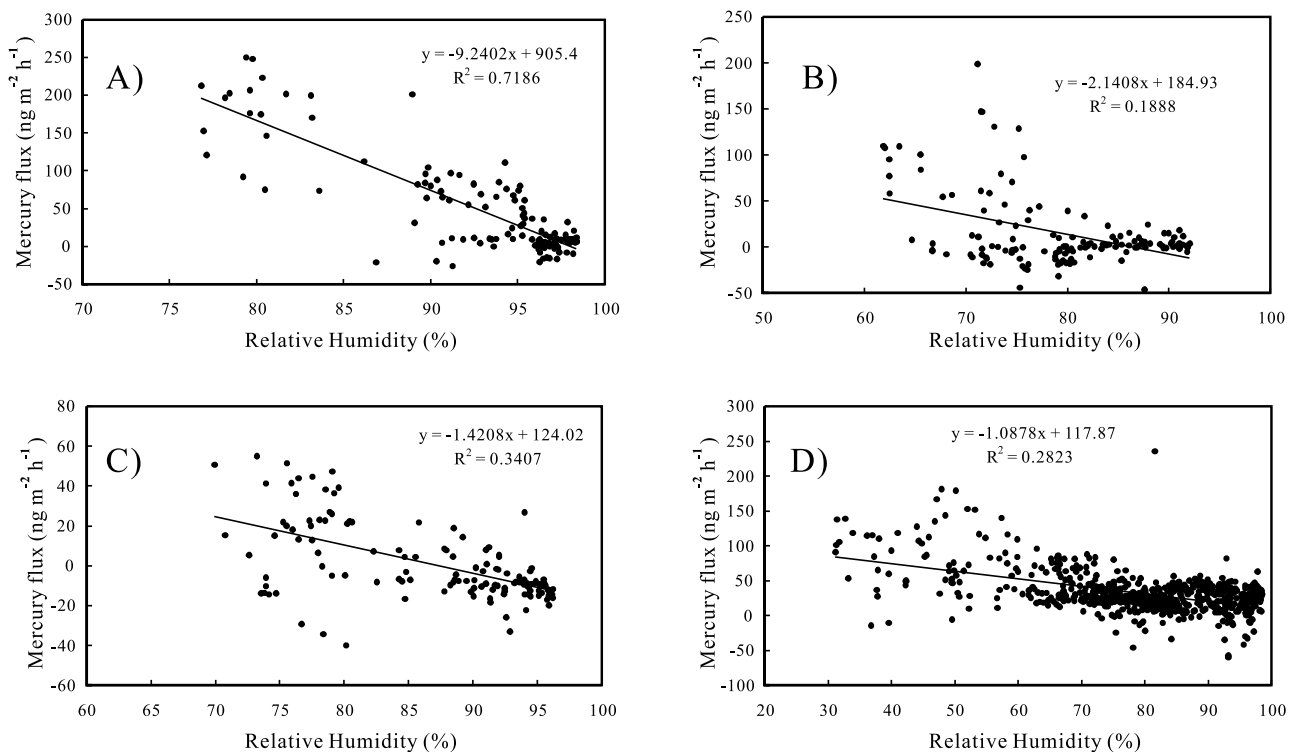 A)
y = -9.2402x + 905.4
R² = 0.7186
Mercury flux (ng m⁻² h⁻¹)
300
250
200
150
100
50
0
-50
70 75 80 85 90 95 100
Relative Humidity (%)
B)
y = -2.1408x + 184.93
R² = 0.1888
Mercury flux (ng m⁻² h⁻¹)
250
200
150
100
50
0
-50
50 60 70 80 90 100
Relative Humidity (%)
C)
y = -1.4208x + 124.02
R² = 0.3407
Mercury flux (ng m⁻² h⁻¹)
80
60
40
20
0
-20
-40
-60
60 65 70 75 80 85 90 95 100
Relative Humidity (%)
D)
y = -1.0878x + 117.87
R² = 0.2823
Mercury flux (ng m⁻² h⁻¹)
300
250
200
150
100
50
0
-50
-100
20 30 40 50 60 70 80 90 100
Relative Humidity (%)